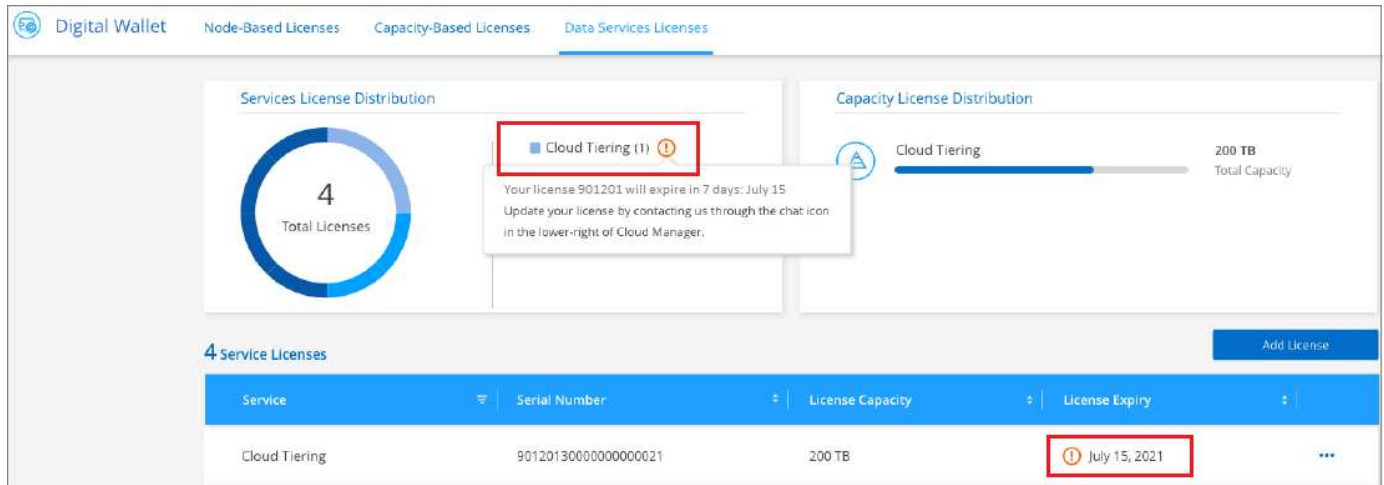 Digital Wallet
Node-Based Licenses
Capacity-Based Licenses
Data Services Licenses
Services License Distribution
4
Total Licenses
Cloud Tiering (1)
Your license 901201 will expire in 7 days: July 15
Update your license by contacting us through the chat icon
in the lower-right of Cloud Manager.
Capacity License Distribution
Cloud Tiering
200 TB
Total Capacity
4 Service Licenses
Add License
Service
Serial Number
License Capacity
License Expiry
Cloud Tiering
90120130000000000021
200 TB
July 15, 2021